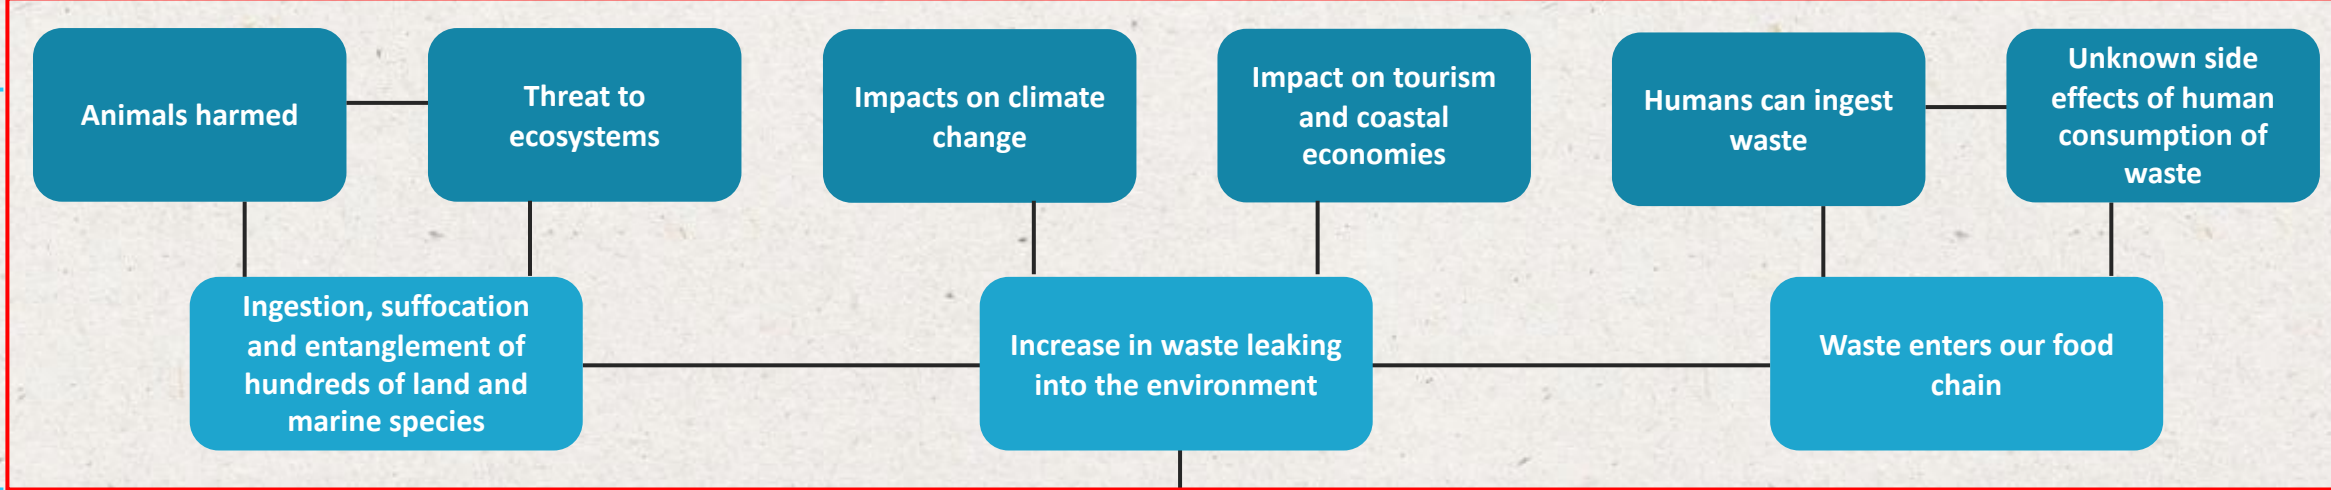 Animals harmed
Threat to
ecosystems
Impacts on climate
change
Impact on tourism
and coastal
economies
Humans can ingest
waste
Unknown side
effects of human
consumption of
waste
Ingestion, suffocation
and entanglement of
hundreds of land and
marine species
Increase in waste leaking
into the environment
Waste enters our food
chain